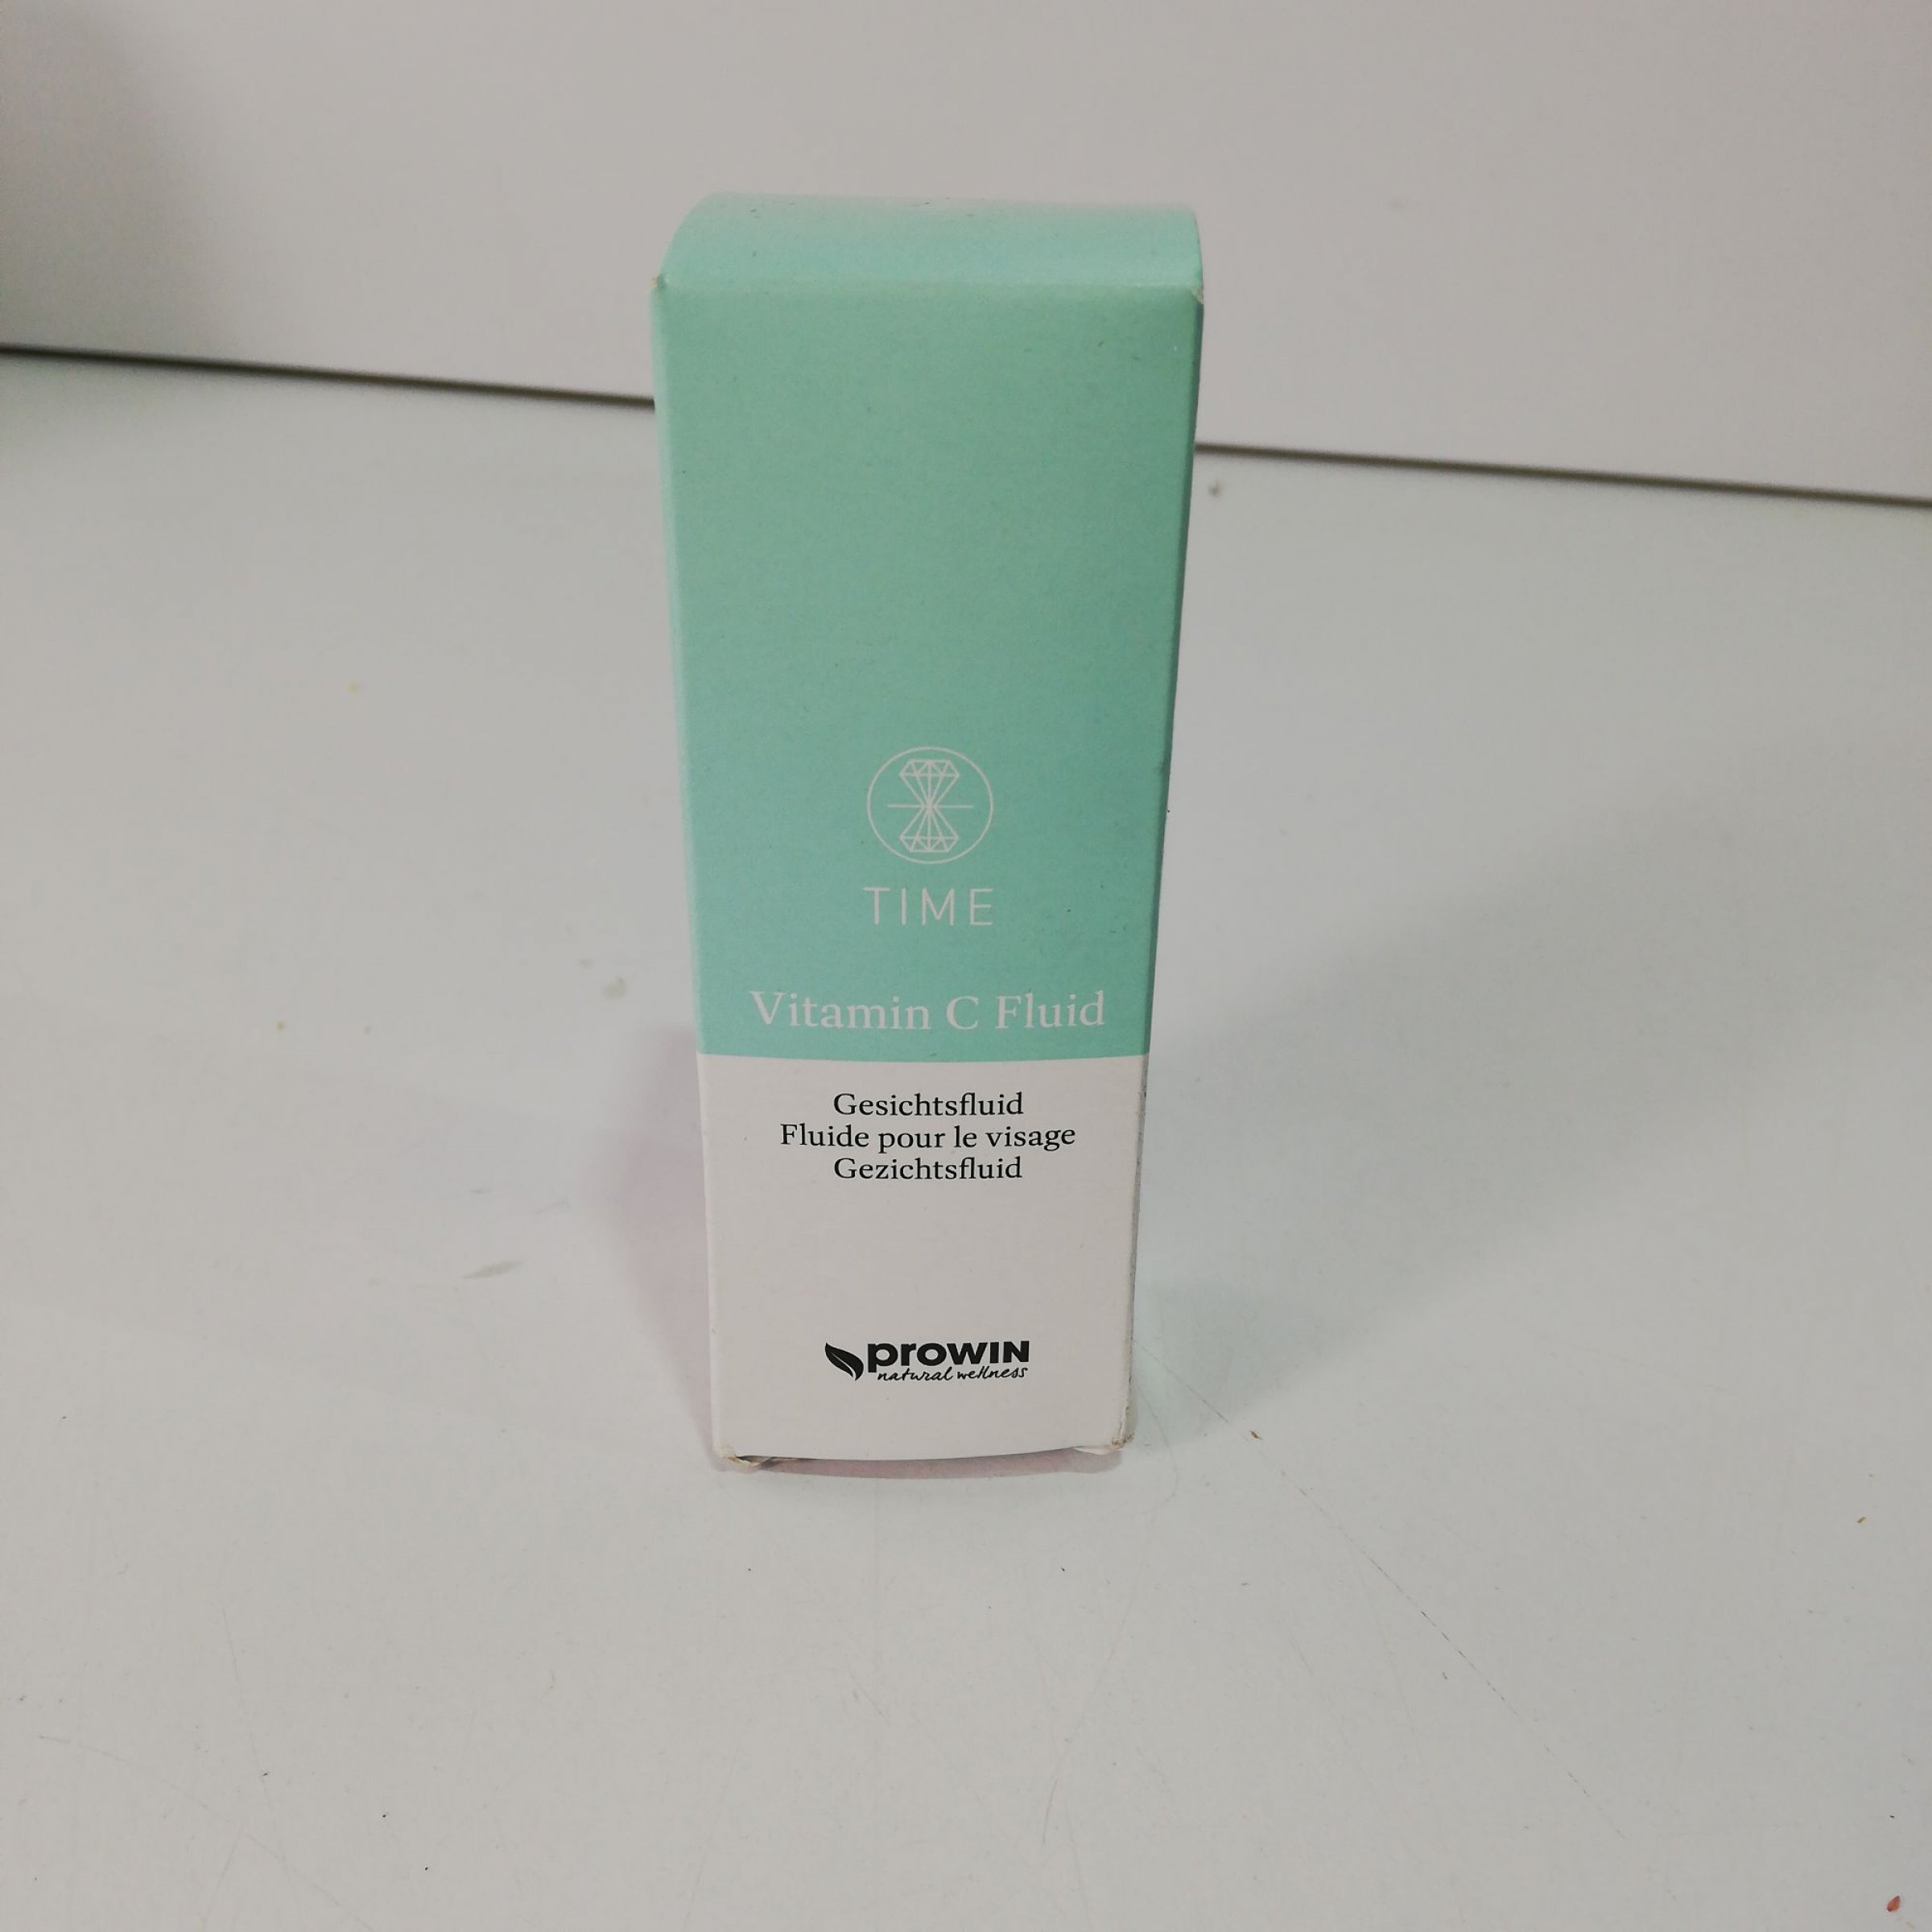 TIME
Vitamin C Fluid
Gesichtsfluid
Fluide pour le visage
Gezichtsfluid
prowin
natural wellness